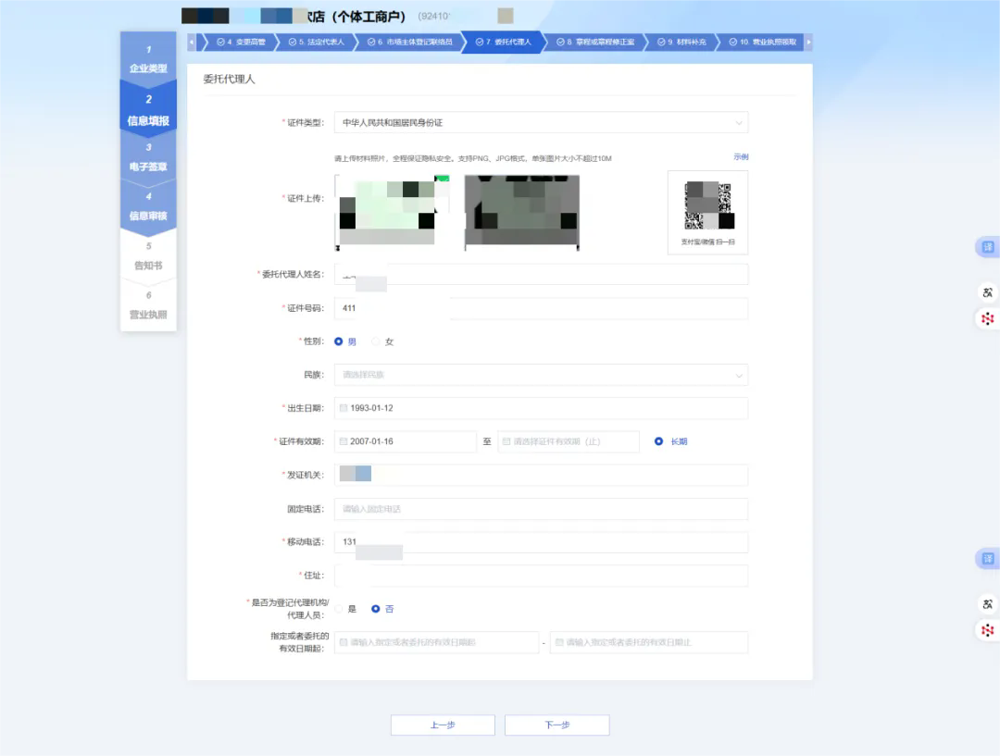 农店（个体工商户） (92410
1
企业类型
2
信息填报
3
电子签章
4
信息审核
5
告知书
6
营业执照
4. 变更高管
5. 法定代表人
6 市场主体登记联络员
7 委托代理人
8 章程或章程修正案
9. 材料补充
10. 营业执照领取
委托代理人
*证件类型： 中华人民共和国居民身份证
请上传材料照片，全程保证隐私安全。支持PNG、JPG格式，单张图片大小不超过10M 示例
*证件上传：
支付宝/微信 扫一扫
*委托代理人姓名：
*证件号码： 411
*性别： 男 女
民族： 请选择民族
*出生日期： 1993-01-12
*证件有效期： 2007-01-16 至 请选择证件有效期（止） 长期
*发证机关：
固定电话： 请输入固定电话
*移动电话： 131
*住址：
*是否为登记代理机构/
代理人员： 是 否
指定或者委托的
有效日期起： 请输入指定或者委托的有效日期起 - 请输入指定或者委托的有效日期止
上一步 下一步
译
译